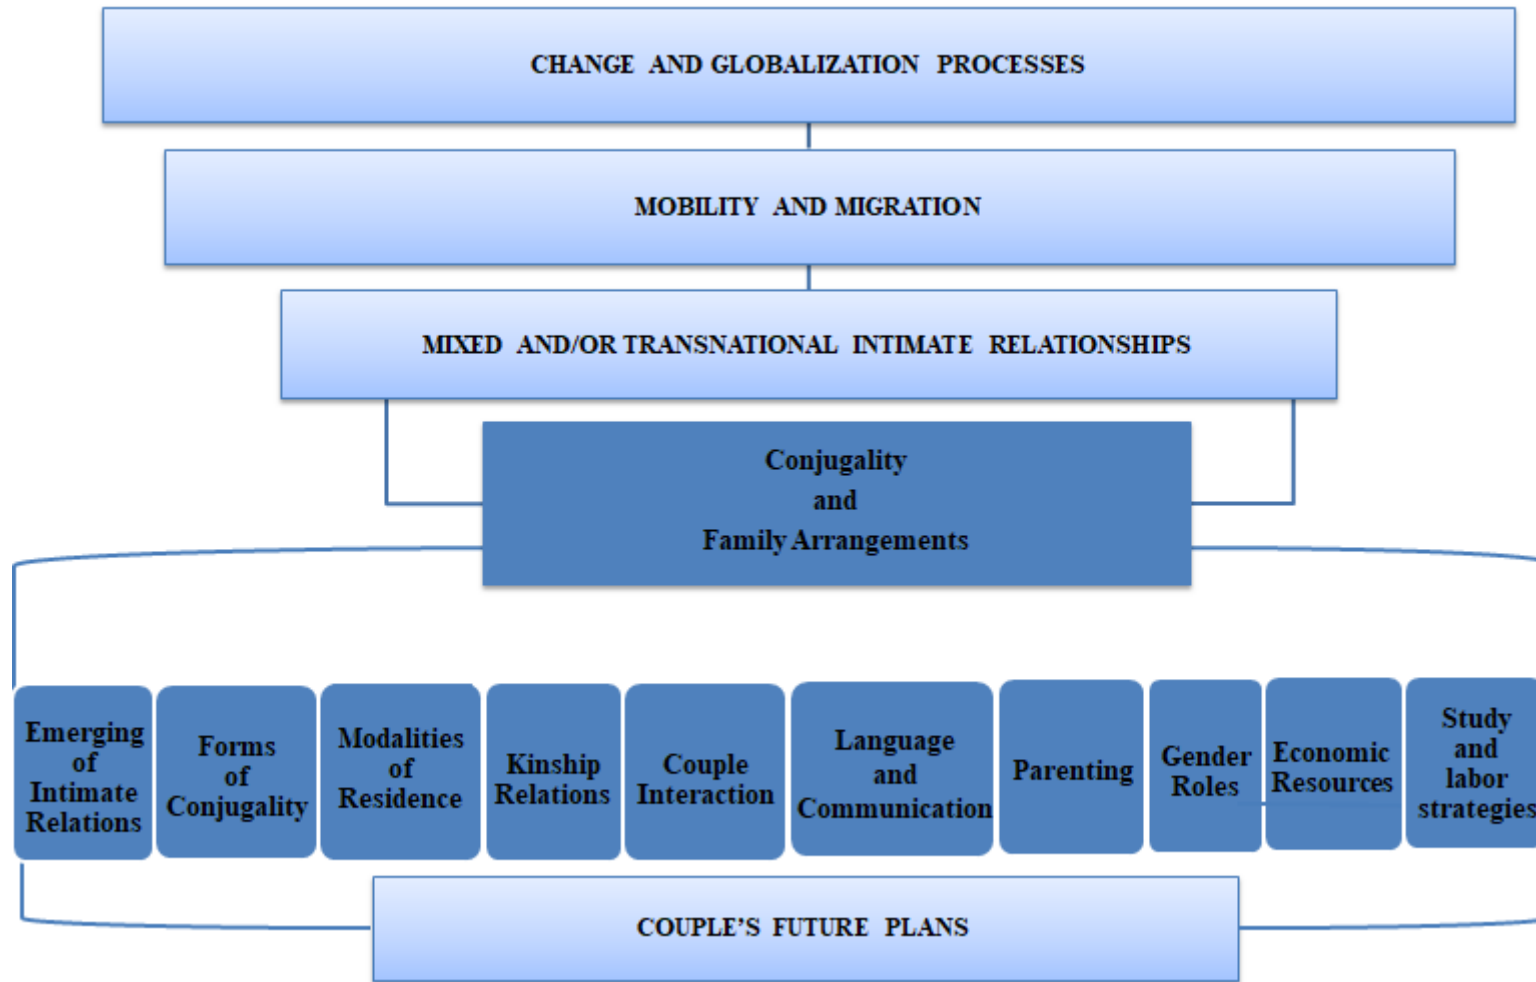 CHANGE AND GLOBALIZATION PROCESSES
MOBILITY AND MIGRATION
MIXED AND/OR TRANSNATIONAL INTIMATE RELATIONSHIPS
Conjugality
and
Family Arrangements
Emerging
of
Intimate
Relations
Forms
of
Conjugality
Modalities
of
Residence
Kinship
Relations
Couple
Interaction
Language
and
Communication
Parenting
Gender
Roles
Economic
Resources
Study
and
labor
strategies
COUPLE’S FUTURE PLANS